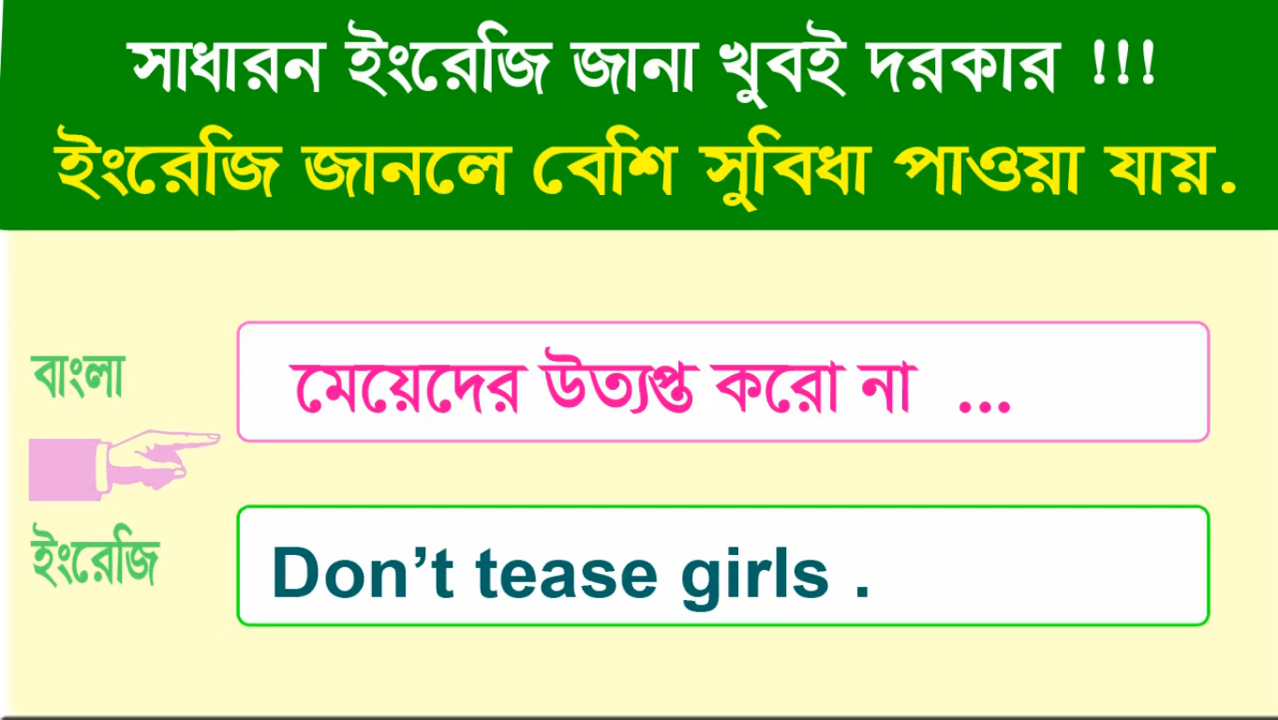 সাধারন ইংরেজি জানা খুবই দরকার !!!
ইংরেজি জানলে বেশি সুবিধা পাওয়া যায়.
বাংলা
মেয়েদের উত্যপ্ত করো না ...
ইংরেজি
Don’t tease girls .